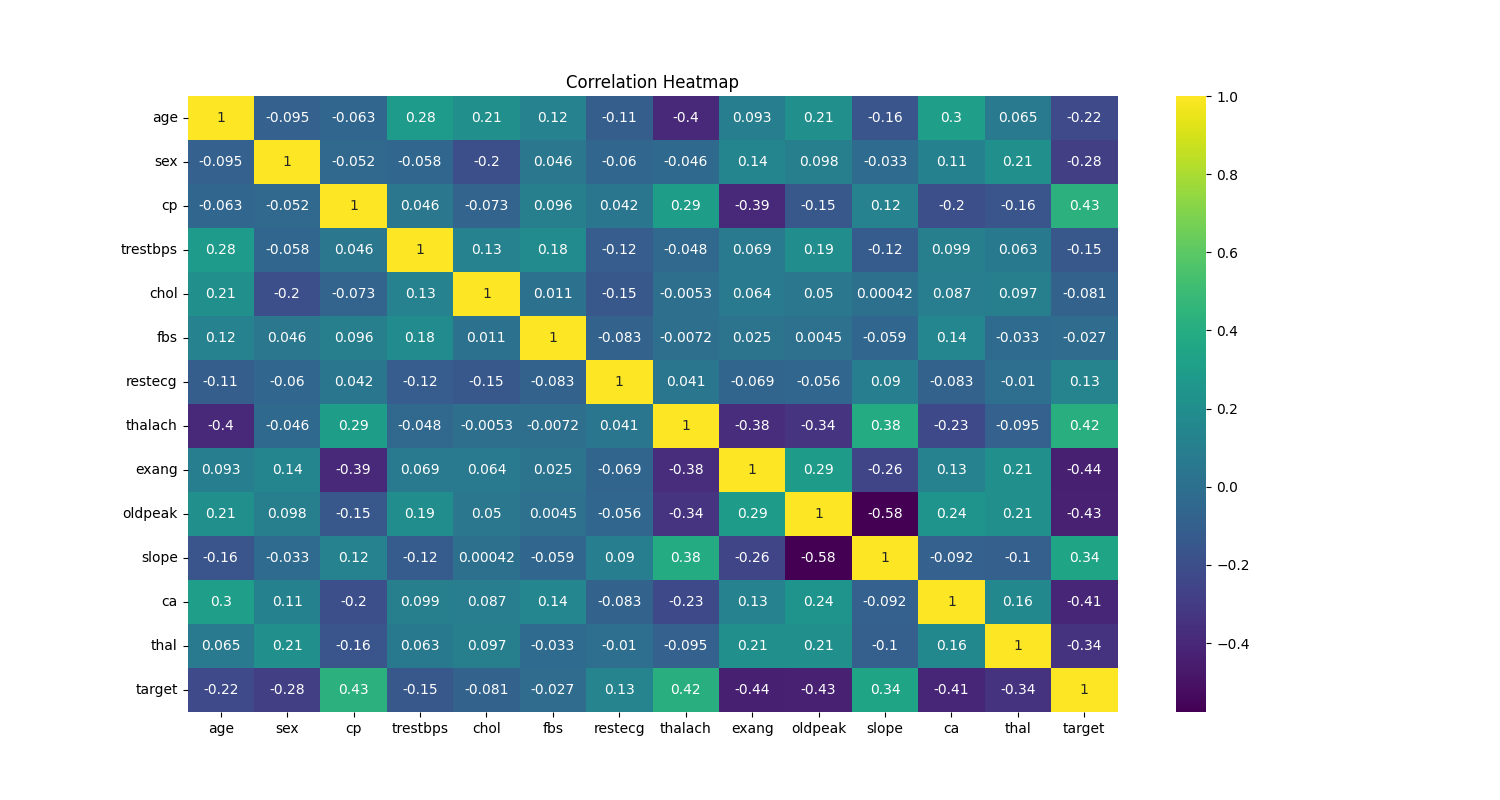 Correlation Heatmap
age 1 -0.095 -0.063 0.28 0.21 0.12 -0.11 -0.4 0.093 0.21 -0.16 0.3 0.065 -0.22
sex -0.095 1 -0.052 -0.058 -0.2 0.046 -0.06 -0.046 0.14 0.098 -0.033 0.11 0.21 -0.28
cp -0.063 -0.052 1 0.046 -0.073 0.096 0.042 0.29 -0.39 -0.15 0.12 -0.2 -0.16 0.43
trestbps 0.28 -0.058 0.046 1 0.13 0.18 -0.12 -0.048 0.069 0.19 -0.12 0.099 0.063 -0.15
chol 0.21 -0.2 -0.073 0.13 1 0.011 -0.15 -0.0053 0.064 0.05 0.00042 0.087 0.097 -0.081
fbs 0.12 0.046 0.096 0.18 0.011 1 -0.083 -0.0072 0.025 0.0045 -0.059 0.14 -0.033 -0.027
restecg -0.11 -0.06 0.042 -0.12 -0.15 -0.083 1 0.041 -0.069 -0.056 0.09 -0.083 -0.01 0.13
thalach -0.4 -0.046 0.29 -0.048 -0.0053 -0.0072 0.041 1 -0.38 -0.34 0.38 -0.23 -0.095 0.42
exang 0.093 0.14 -0.39 0.069 0.064 0.025 -0.069 -0.38 1 0.29 -0.26 0.13 0.21 -0.44
oldpeak 0.21 0.098 -0.15 0.19 0.05 0.0045 -0.056 -0.34 0.29 1 -0.58 0.24 0.21 -0.43
slope -0.16 -0.033 0.12 -0.12 0.00042 -0.059 0.09 0.38 -0.26 -0.58 1 -0.092 -0.1 0.34
ca 0.3 0.11 -0.2 0.099 0.087 0.14 -0.083 -0.23 0.13 0.24 -0.092 1 0.16 -0.41
thal 0.065 0.21 -0.16 0.063 0.097 -0.033 -0.01 -0.095 0.21 0.21 -0.1 0.16 1 -0.34
target -0.22 -0.28 0.43 -0.15 -0.081 -0.027 0.13 0.42 -0.44 -0.43 0.34 -0.41 -0.34 1
age sex cp trestbps chol fbs restecg thalach exang oldpeak slope ca thal target
1.0
0.8
0.6
0.4
0.2
0.0
−0.2
−0.4